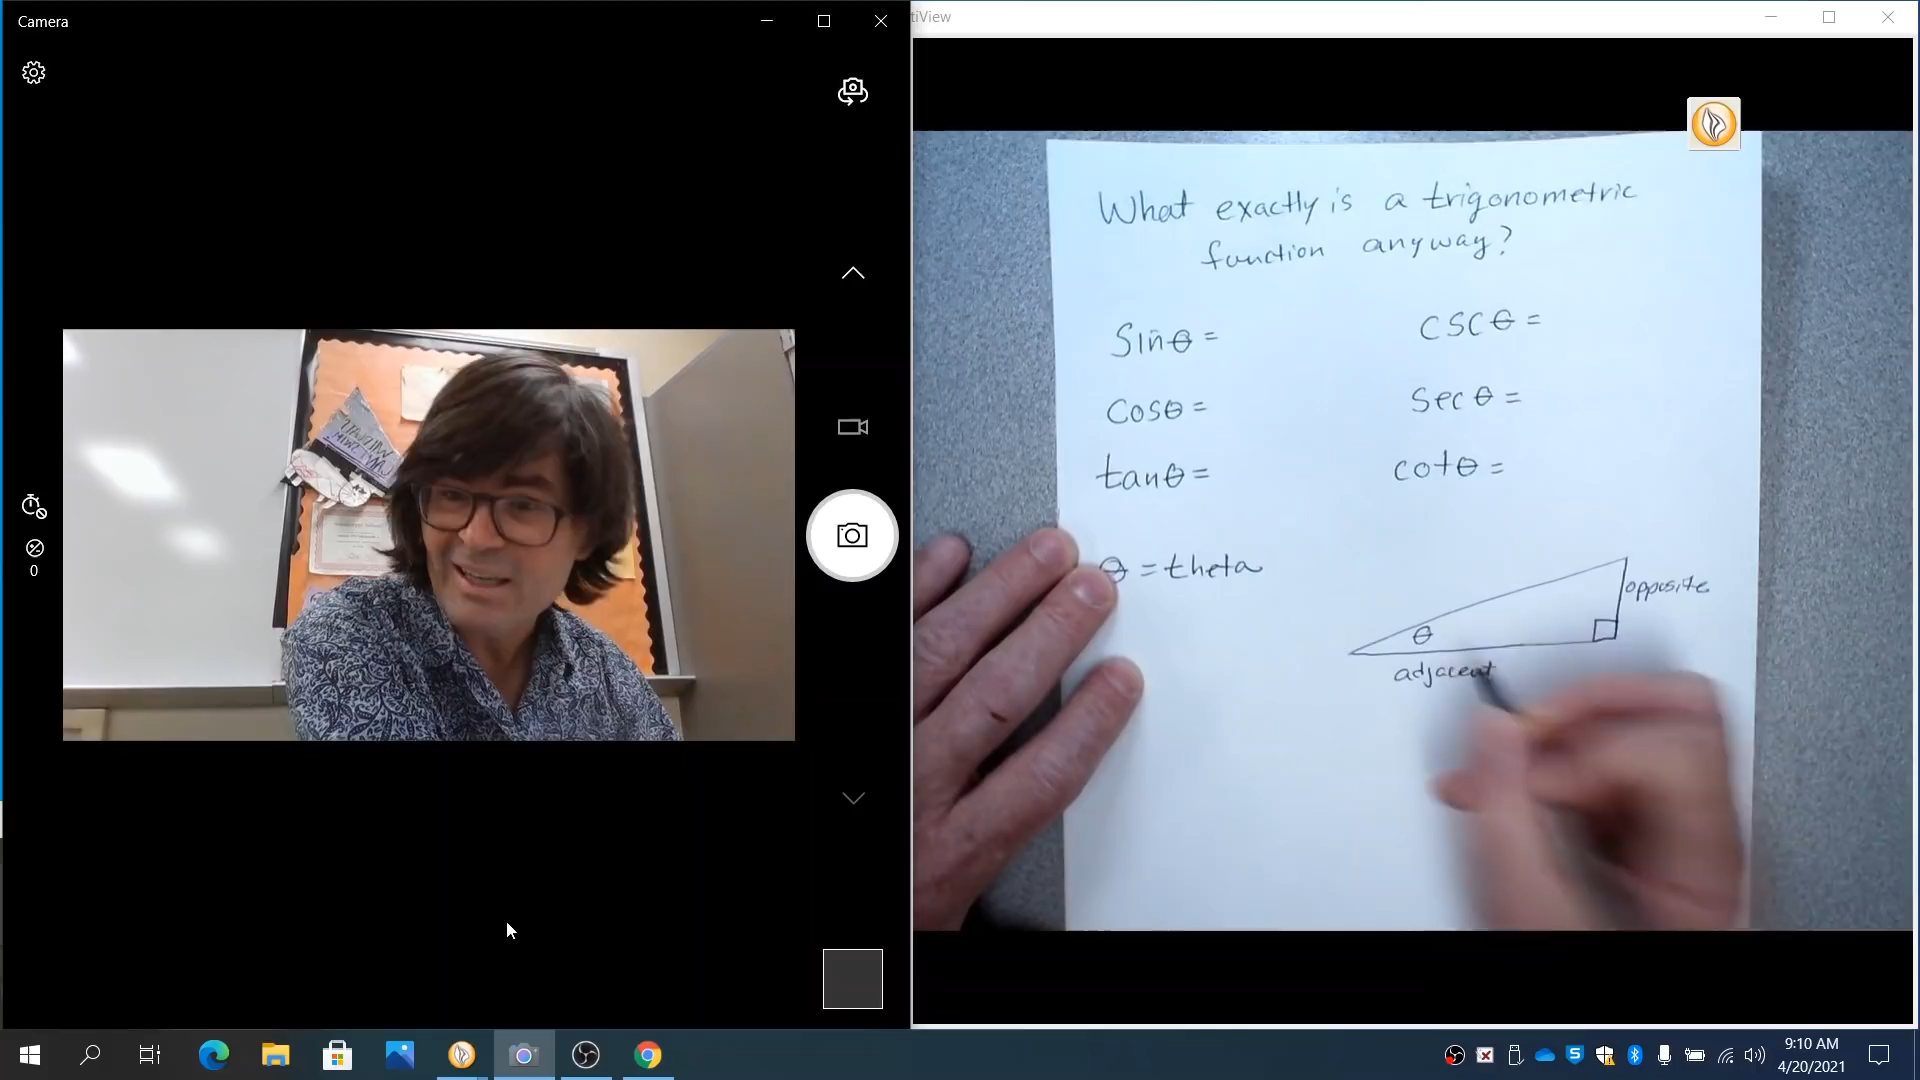 Camera
tiView
What exactly is a trigonometric
function anyway?
Sinθ =
cscθ =
Cosθ =
Secθ =
tanθ =
cotθ =
θ = theta
opposite
θ
adjacent
0
9:10 AM
4/20/2021